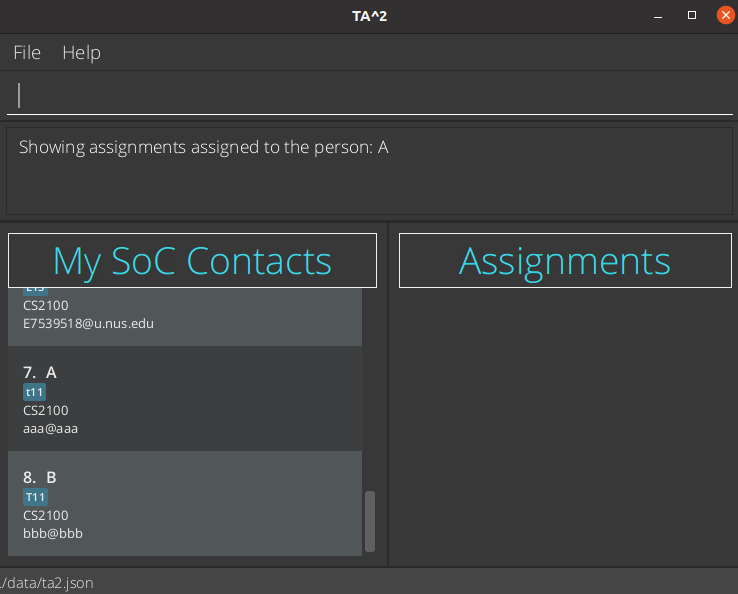 TA^2
File Help
Showing assignments assigned to the person: A
My SoC Contacts
Assignments
CS2100
E7539518@u.nus.edu
7. A
t11
CS2100
aaa@aaa
8. B
T11
CS2100
bbb@bbb
./data/ta2.json